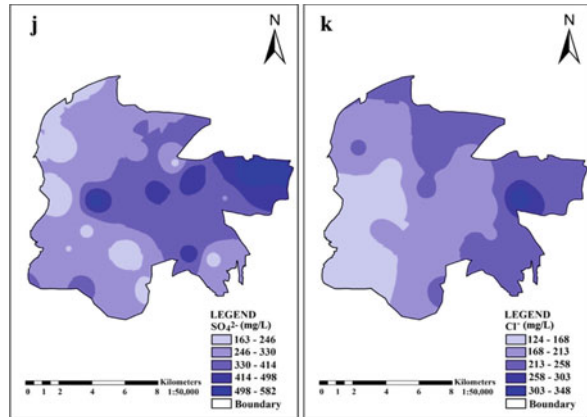 j
N
LEGEND
SO₄²⁻ (mg/L)
163 - 246
246 - 330
330 - 414
414 - 498
498 - 582
Boundary
0 1 2 4 6 8
Kilometers
1:50,000
k
N
LEGEND
Cl⁻ (mg/L)
124 - 168
168 - 213
213 - 258
258 - 303
303 - 348
Boundary
0 1 2 4 6 8
Kilometers
1:50,000